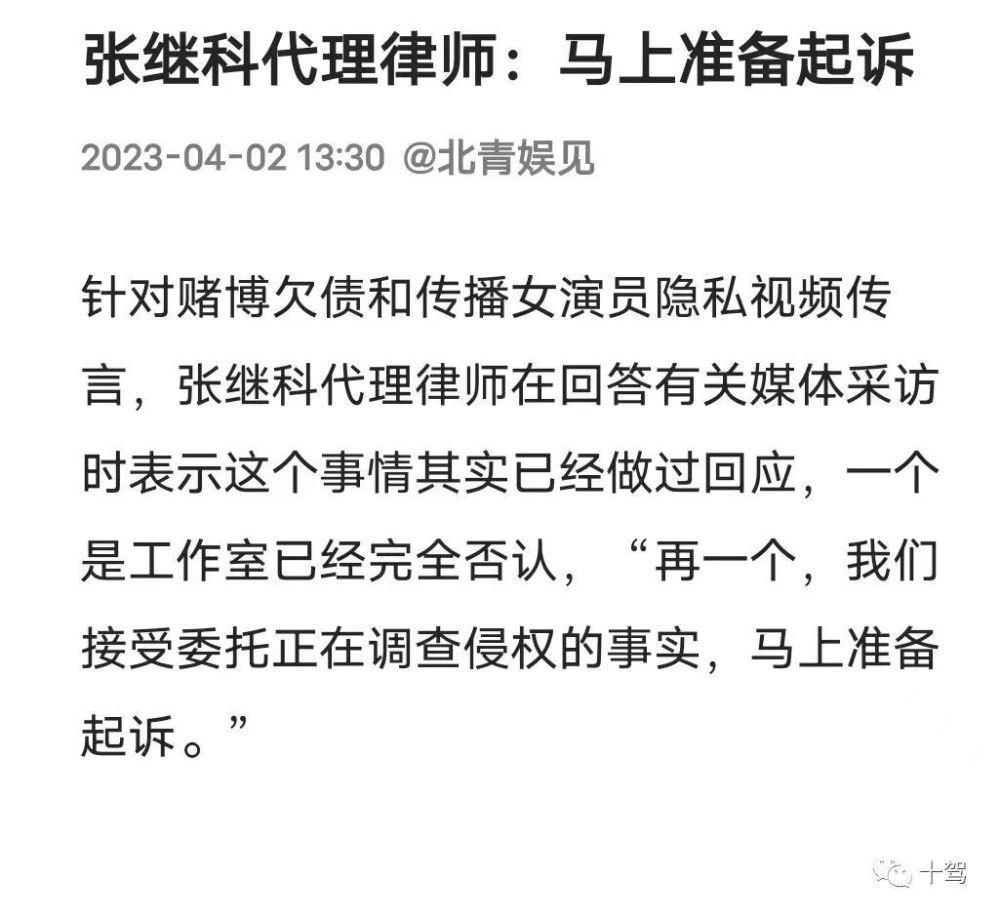 张继科代理律师：马上准备起诉
2023-04-02 13:30 @北青娱见
针对赌博欠债和传播女演员隐私视频传
言，张继科代理律师在回答有关媒体采访
时表示这个事情其实已经做过回应，一个
是工作室已经完全否认，“再一个，我们
接受委托正在调查侵权的事实，马上准备
起诉。”
十驾